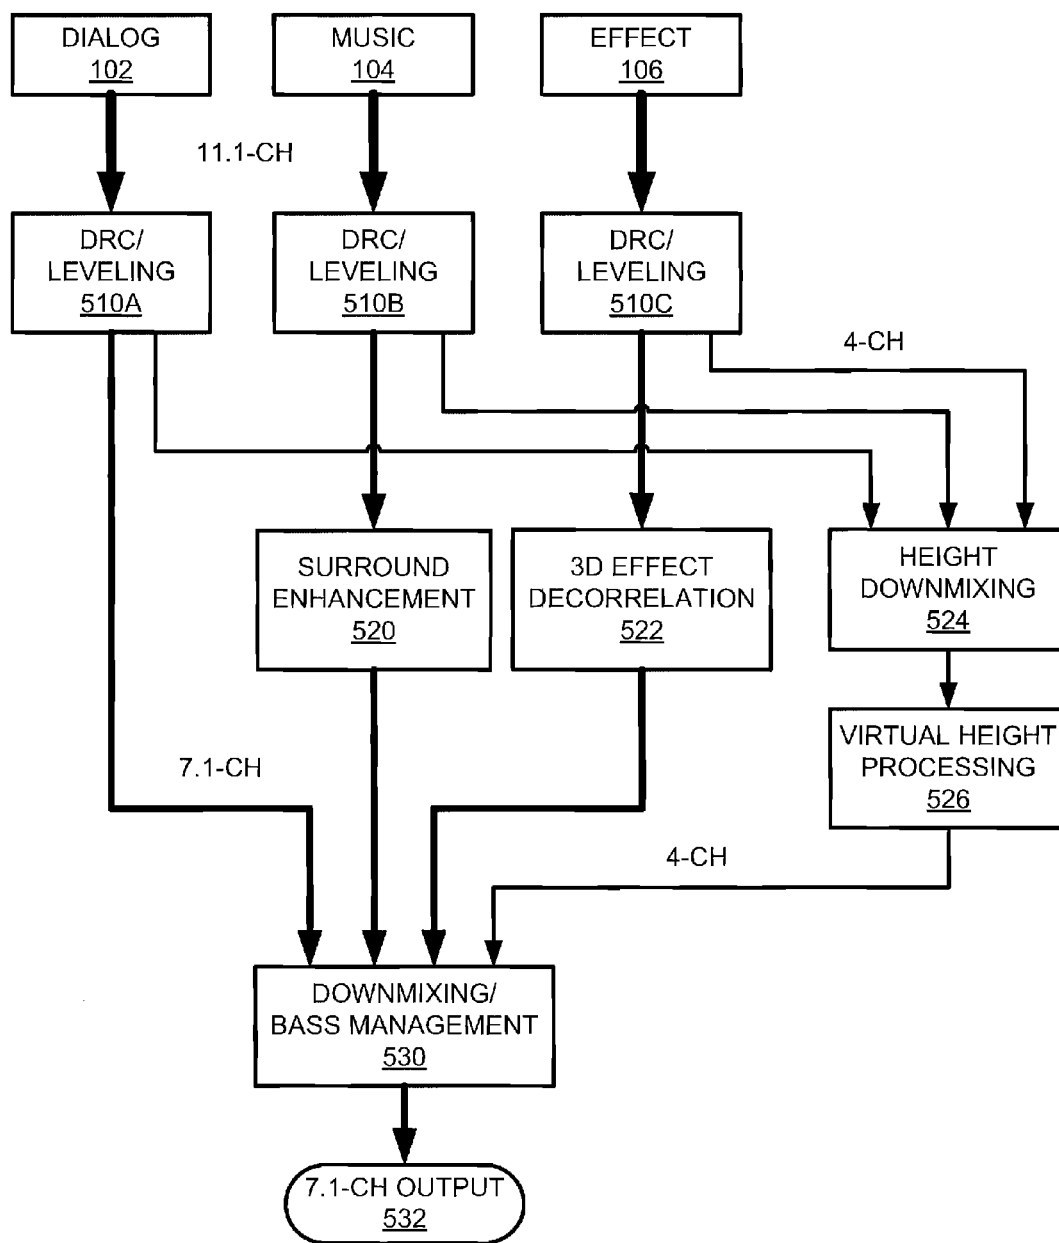 DIALOG
102
MUSIC
104
EFFECT
106
11.1-CH
DRC/
LEVELING
510A
DRC/
LEVELING
510B
DRC/
LEVELING
510C
4-CH
SURROUND
ENHANCEMENT
520
3D EFFECT
DECORRELATION
522
HEIGHT
DOWNMIXING
524
7.1-CH
VIRTUAL HEIGHT
PROCESSING
526
4-CH
DOWNMIXING/
BASS MANAGEMENT
530
7.1-CH OUTPUT
532